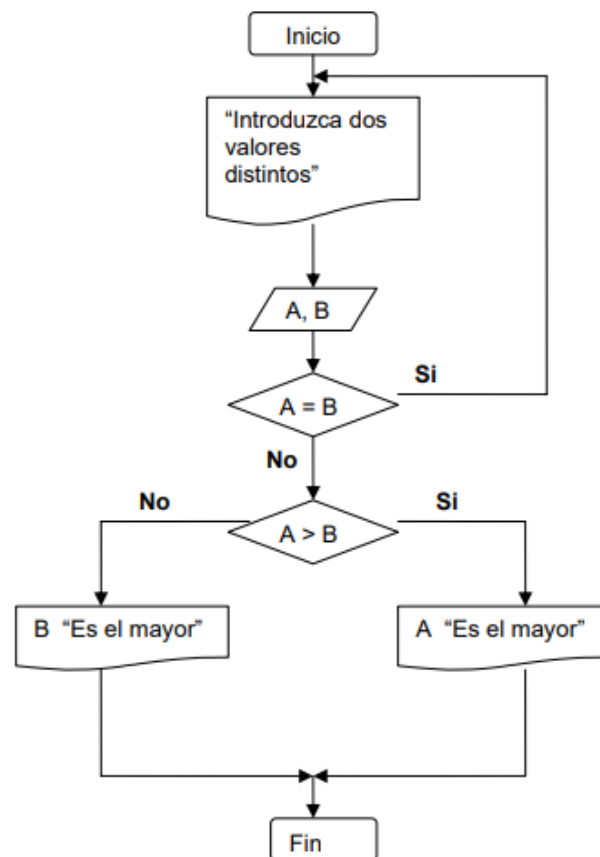 Inicio
“Introduzca dos
valores
distintos”
A, B
Si
A = B
No
No
Si
A > B
B “Es el mayor”
A “Es el mayor”
Fin